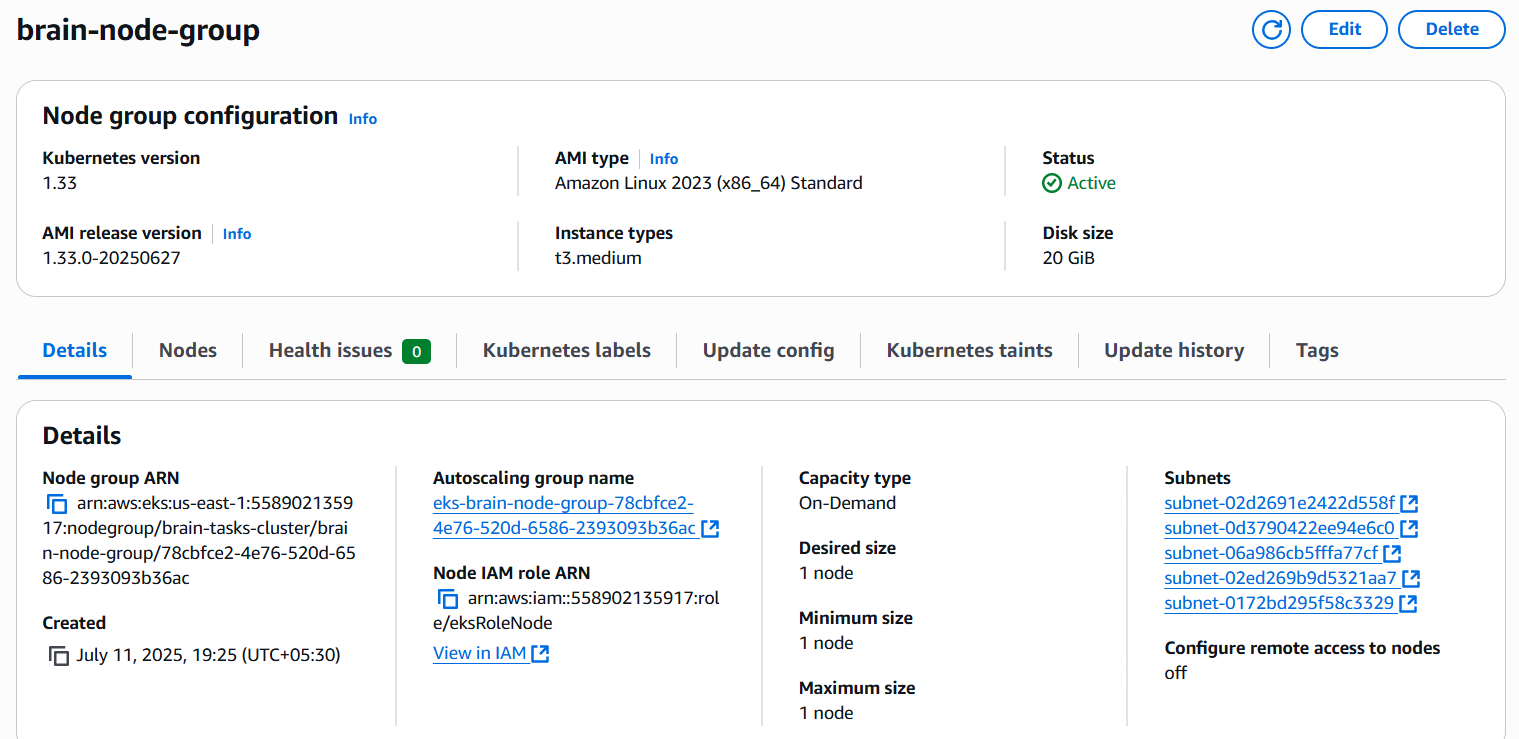 brain-node-group
Edit
Delete
Node group configuration Info
Kubernetes version
1.33
AMI type Info
Amazon Linux 2023 (x86_64) Standard
Status
Active
AMI release version Info
1.33.0-20250627
Instance types
t3.medium
Disk size
20 GiB
Details
Nodes
Health issues 0
Kubernetes labels
Update config
Kubernetes taints
Update history
Tags
Details
Node group ARN
arn:aws:eks:us-east-1:5589021359
17:nodegroup/brain-tasks-cluster/brai
n-node-group/78cbfce2-4e76-520d-65
86-2393093b36ac
Created
July 11, 2025, 19:25 (UTC+05:30)
Autoscaling group name
eks-brain-node-group-78cbfce2-
4e76-520d-6586-2393093b36ac
Node IAM role ARN
arn:aws:iam::558902135917:rol
e/eksRoleNode
View in IAM
Capacity type
On-Demand
Desired size
1 node
Minimum size
1 node
Maximum size
1 node
Subnets
subnet-02d2691e2422d558f
subnet-0d3790422ee94e6c0
subnet-06a986cb5fffa77cf
subnet-02ed269b9d5321aa7
subnet-0172bd295f58c3329
Configure remote access to nodes
off